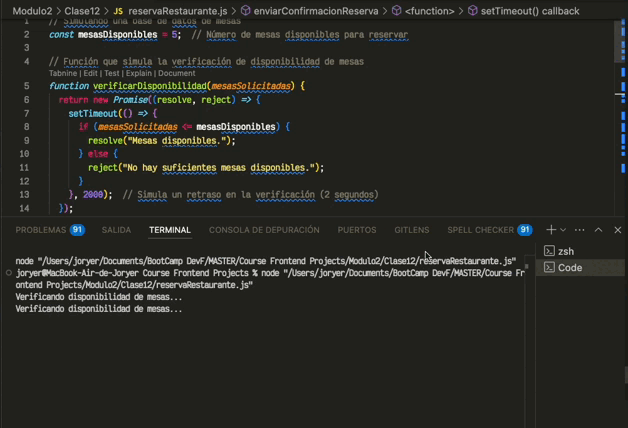 Modulo2 > Clase12 > JS reservaRestaurante.js > enviarConfirmacionReserva > <function> > setTimeout() callback
1 // Simulando una base de datos de mesas
2 const mesasDisponibles = 5; // Número de mesas disponibles para reservar
3
4 // Función que simula la verificación de disponibilidad de mesas
Tabnine | Edit | Test | Explain | Document
5 function verificarDisponibilidad(mesasSolicitadas) {
6 return new Promise((resolve, reject) => {
7 setTimeout(() => {
8 if (mesasSolicitadas <= mesasDisponibles) {
9 resolve("Mesas disponibles.");
10 } else {
11 reject("No hay suficientes mesas disponibles.");
12 }
13 }, 2000); // Simula un retraso en la verificación (2 segundos)
14 });
PROBLEMAS 91 SALIDA TERMINAL CONSOLA DE DEPURACIÓN PUERTOS GITLENS SPELL CHECKER 91
node "/Users/joryer/Documents/BootCamp DevF/MASTER/Course Frontend Projects/Modulo2/Clase12/reservaRestaurante.js"
joryer@MacBook-Air-de-Joryer Course Frontend Projects % node "/Users/joryer/Documents/BootCamp DevF/MASTER/Course Fr
ontend Projects/Modulo2/Clase12/reservaRestaurante.js"
Verificando disponibilidad de mesas...
Verificando disponibilidad de mesas...
zsh
Code